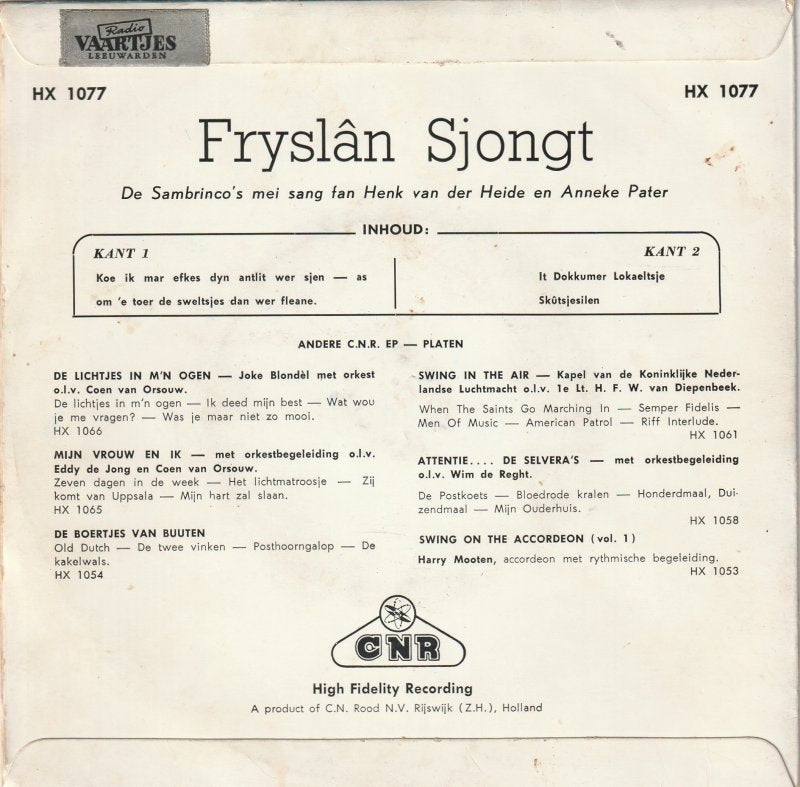 Radio
VAARTJES
LEEUWARDEN
HX 1077
HX 1077
Fryslân Sjongt
De Sambrinco's mei sang fan Henk van der Heide en Anneke Pater
INHOUD:
KANT 1
Koe ik mar efkes dyn antlit wer sjen — as
om 'e toer de sweltsjes dan wer fleane.
KANT 2
It Dokkumer Lokaeltsje
Skûtsjesilen
ANDERE C.N.R. EP — PLATEN
DE LICHTJES IN M'N OGEN — Joke Blondèl met orkest
o.l.v. Coen van Orsouw.
De lichtjes in m'n ogen — Ik deed mijn best — Wat wou
je me vragen? — Was je maar niet zo mooi.
HX 1066
MIJN VROUW EN IK — met orkestbegeleiding o.l.v.
Eddy de Jong en Coen van Orsouw.
Zeven dagen in de week — Het lichtmatroosje — Zij
komt van Uppsala — Mijn hart zal slaan.
HX 1065
DE BOERTJES VAN BUUTEN
Old Dutch — De twee vinken — Posthoorngalop — De
kakelwals.
HX 1054
SWING IN THE AIR — Kapel van de Koninklijke Neder-
landse Luchtmacht o.l.v. 1e Lt. H. F. W. van Diepenbeek.
When The Saints Go Marching In — Semper Fidelis —
Men Of Music — American Patrol — Riff Interlude.
HX 1061
ATTENTIE.... DE SELVERA'S — met orkestbegeleiding
o.l.v. Wim de Reght.
De Postkoets — Bloedrode kralen — Honderdmaal, Dui-
zendmaal — Mijn Ouderhuis.
HX 1058
SWING ON THE ACCORDEON (vol. 1)
Harry Mooten, accordeon met rythmische begeleiding.
HX 1053
CNR
High Fidelity Recording
A product of C.N. Rood N.V. Rijswijk (Z.H.), Holland